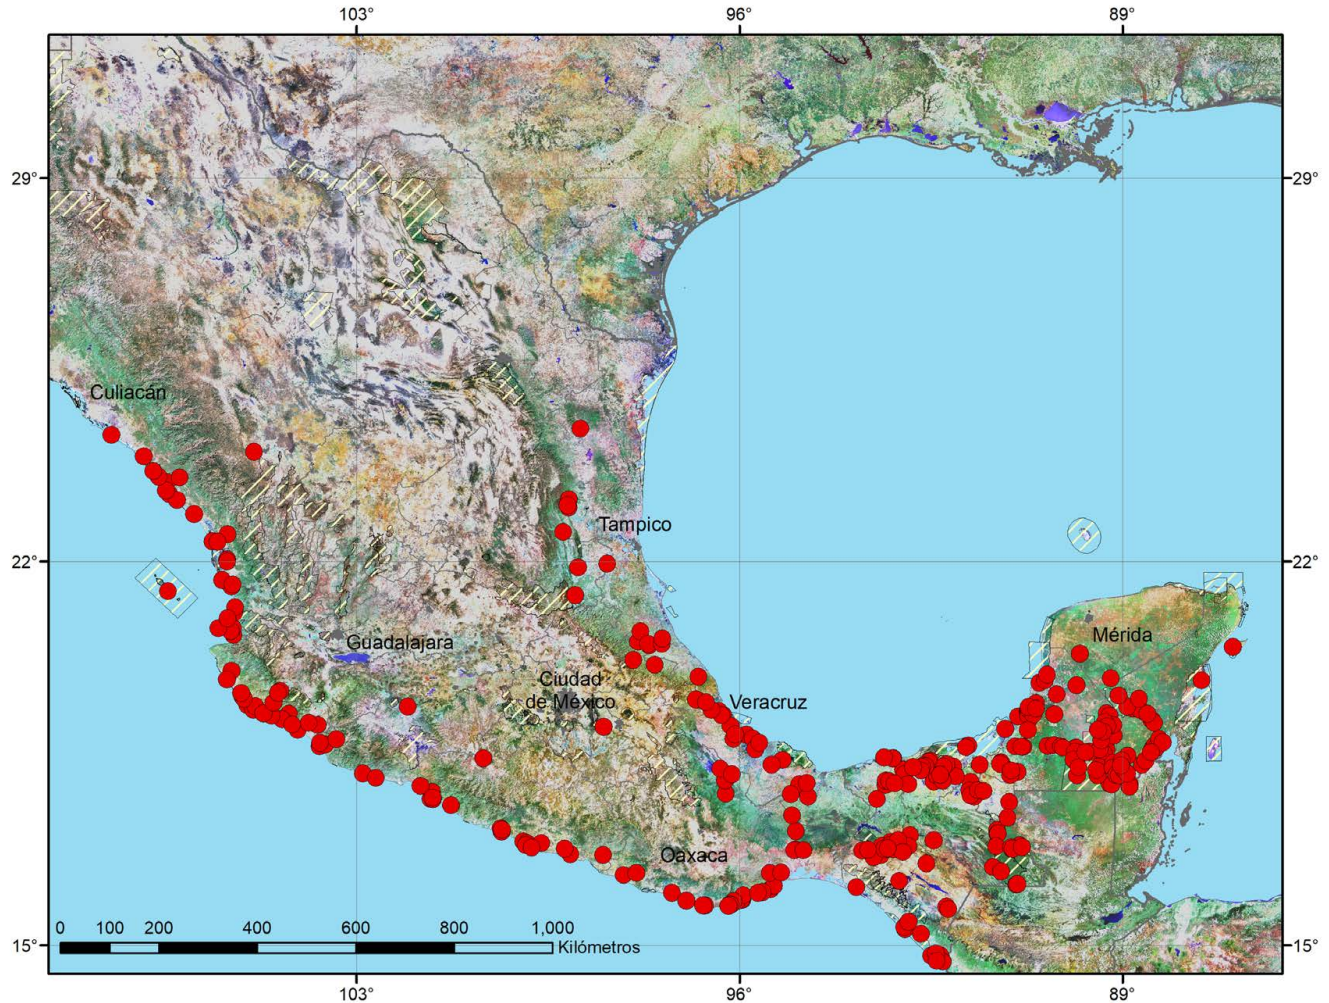 103° 96° 89°
29° 29°
Culiacán
Tampico
22° 22°
Mérida
Guadalajara
Ciudad
de México
Veracruz
Oaxaca
0 100 200 400 600 800 1,000
Kilómetros
15° 15°
103° 96° 89°